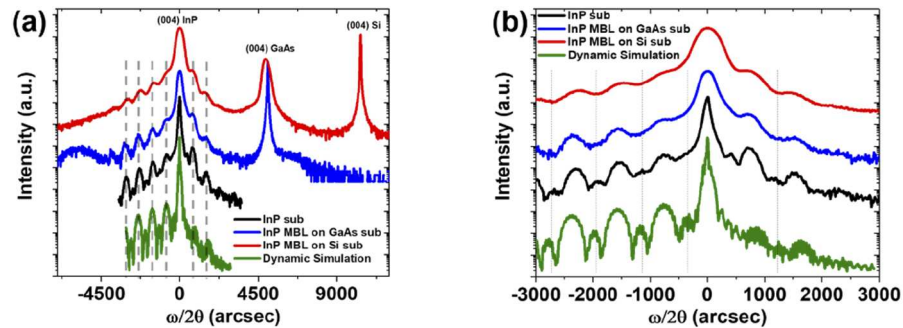 (a)
(004) InP
(004) GaAs
(004) Si
Intensity (a.u.)
InP sub
InP MBL on GaAs sub
InP MBL on Si sub
Dynamic Simulation
-4500 0 4500 9000
ω/2θ (arcsec)
(b)
InP sub
InP MBL on GaAs sub
InP MBL on Si sub
Dynamic Simulation
Intensity (a.u.)
-3000 -2000 -1000 0 1000 2000 3000
ω/2θ (arcsec)